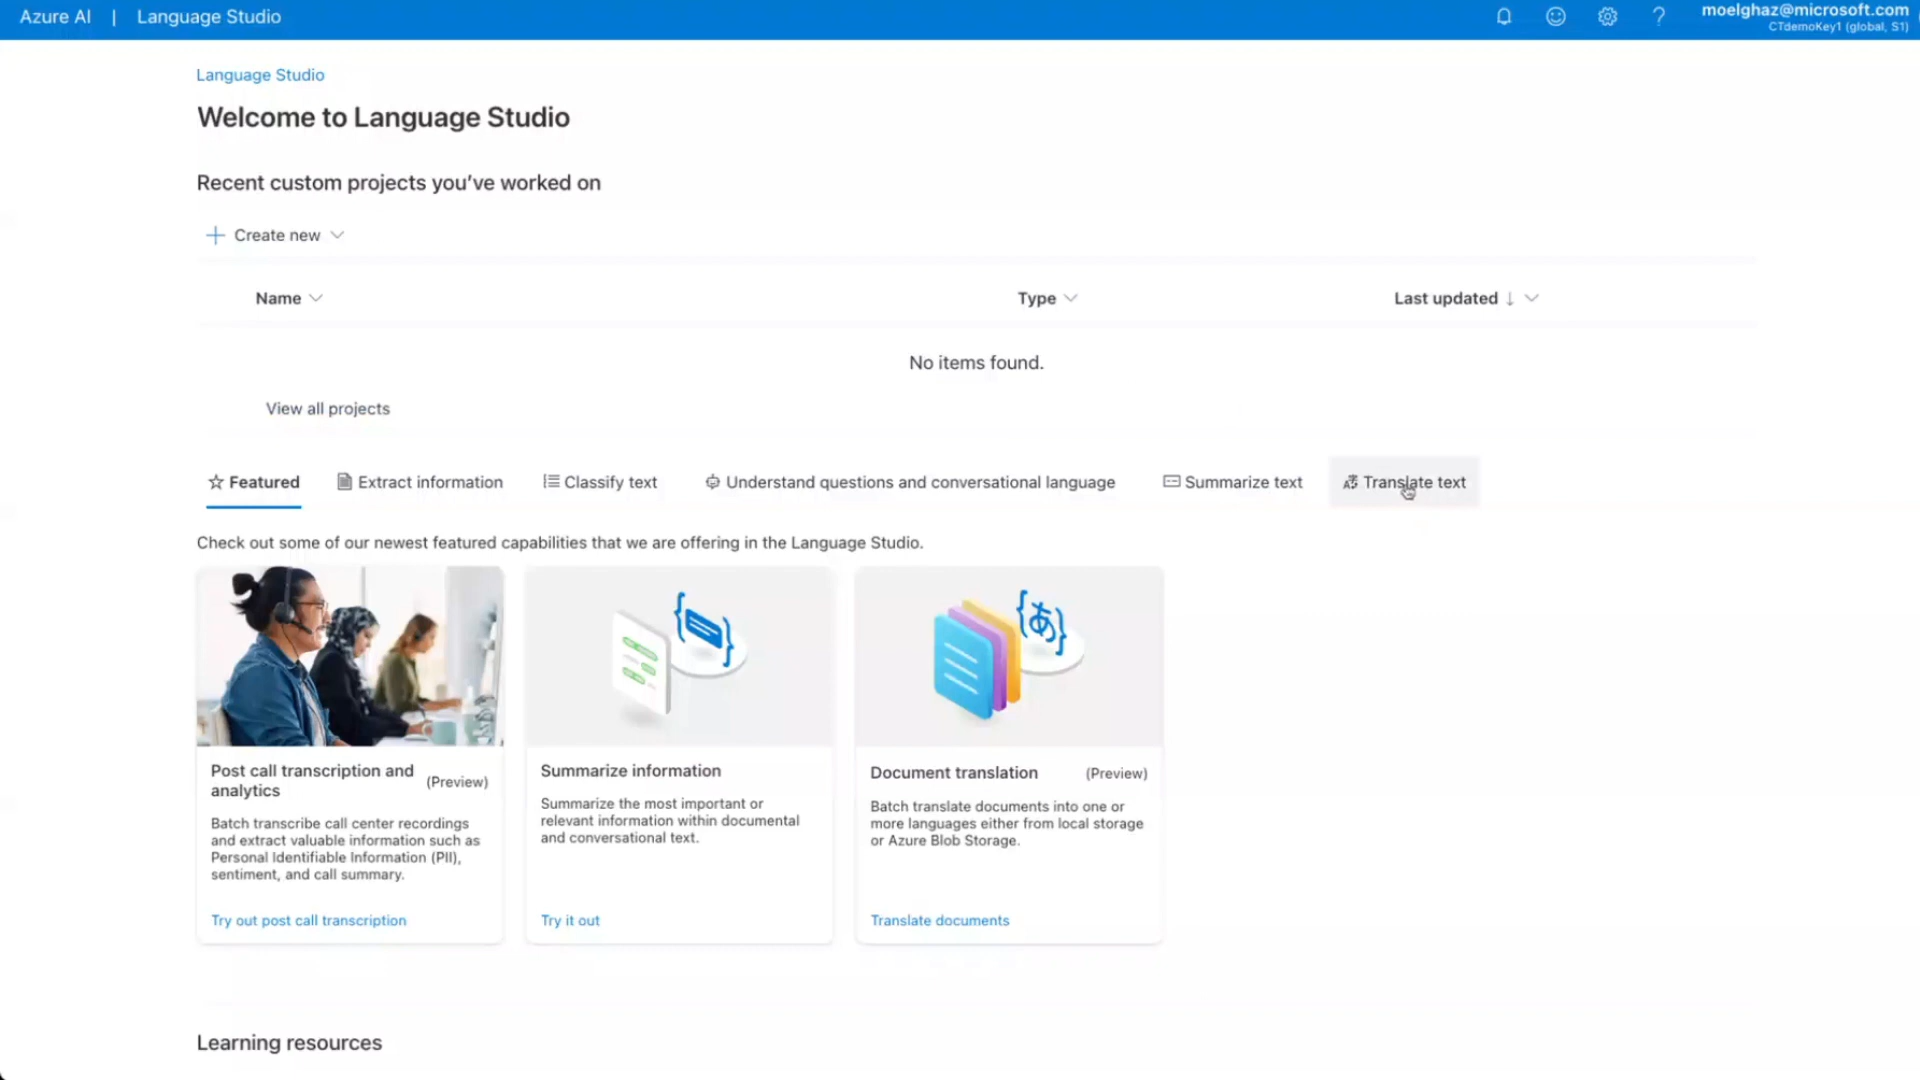 Azure AI | Language Studio
moelghaz@microsoft.com
CTdemoKey1 (global, S1)
Language Studio
Welcome to Language Studio
Recent custom projects you've worked on
Create new
Name Type Last updated ↓
No items found.
View all projects
Featured Extract information Classify text Understand questions and conversational language Summarize text Translate text
Check out some of our newest featured capabilities that we are offering in the Language Studio.
{あ}
Post call transcription and
analytics
(Preview)
Batch transcribe call center recordings
and extract valuable information such as
Personal Identifiable Information (PII),
sentiment, and call summary.
Try out post call transcription
Summarize information
Summarize the most important or
relevant information within documental
and conversational text.
Try it out
Document translation (Preview)
Batch translate documents into one or
more languages either from local storage
or Azure Blob Storage.
Translate documents
Learning resources